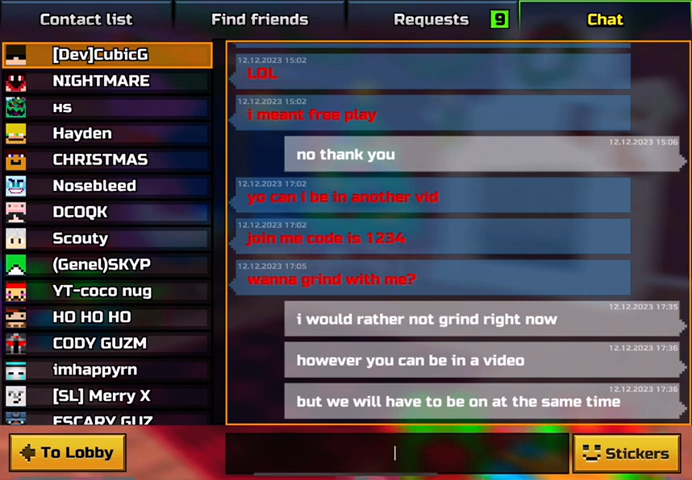 Contact list
Find friends
Requests 9
Chat
[Dev]CubicG
NIGHTMARE
HS
Hayden
CHRISTMAS
Nosebleed
DCOQK
Scouty
(Genel)SKYP
YT-coco nug
HO HO HO
CODY GUZM
imhappyrn
[SL] Merry X
ESCARY GUZ
12.12.2023 15:02
LOL
12.12.2023 15:02
i meant free play
12.12.2023 15:06
no thank you
12.12.2023 17:02
yo can i be in another vid
12.12.2023 17:02
join me code is 1234
12.12.2023 17:05
wanna grind with me?
12.12.2023 17:35
i would rather not grind right now
12.12.2023 17:36
however you can be in a video
12.12.2023 17:36
but we will have to be on at the same time
To Lobby
Stickers